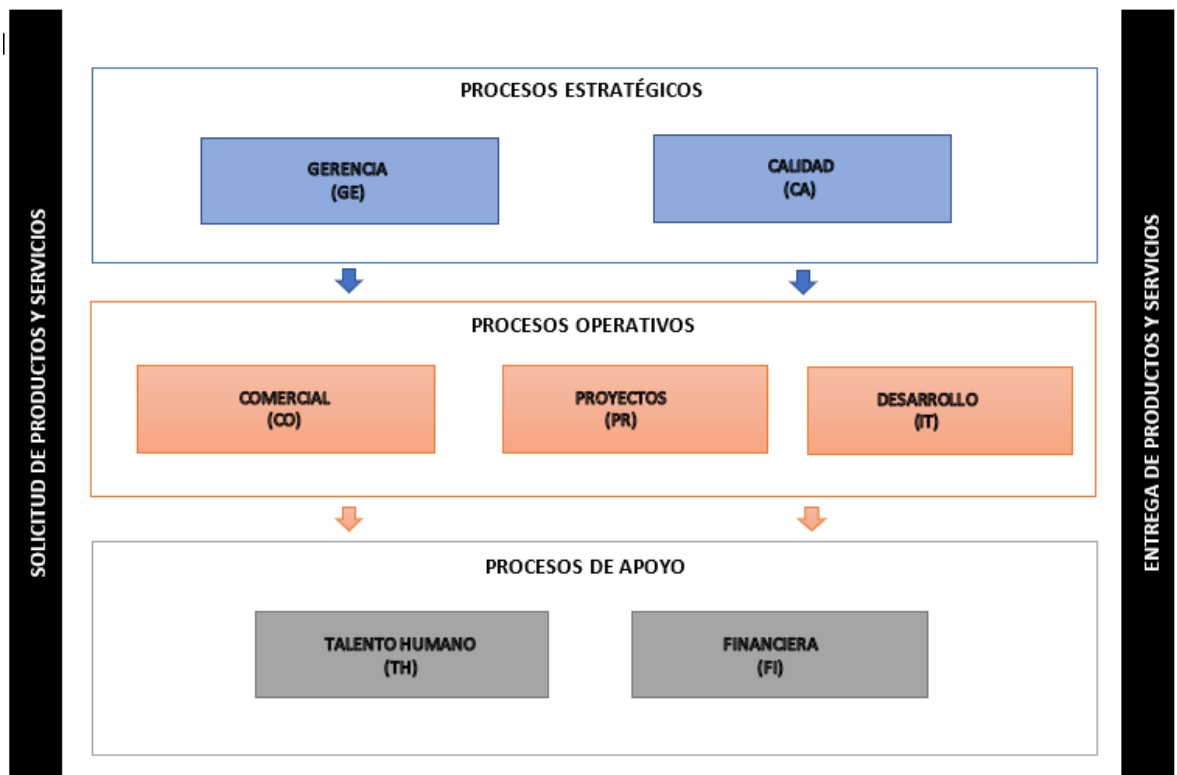 SOLICITUD DE PRODUCTOS Y SERVICIOS
PROCESOS ESTRATÉGICOS
GERENCIA
(GE)
CALIDAD
(CA)
PROCESOS OPERATIVOS
COMERCIAL
(CO)
PROYECTOS
(PR)
DESARROLLO
(IT)
PROCESOS DE APOYO
TALENTO HUMANO
(TH)
FINANCIERA
(FI)
ENTREGA DE PRODUCTOS Y SERVICIOS